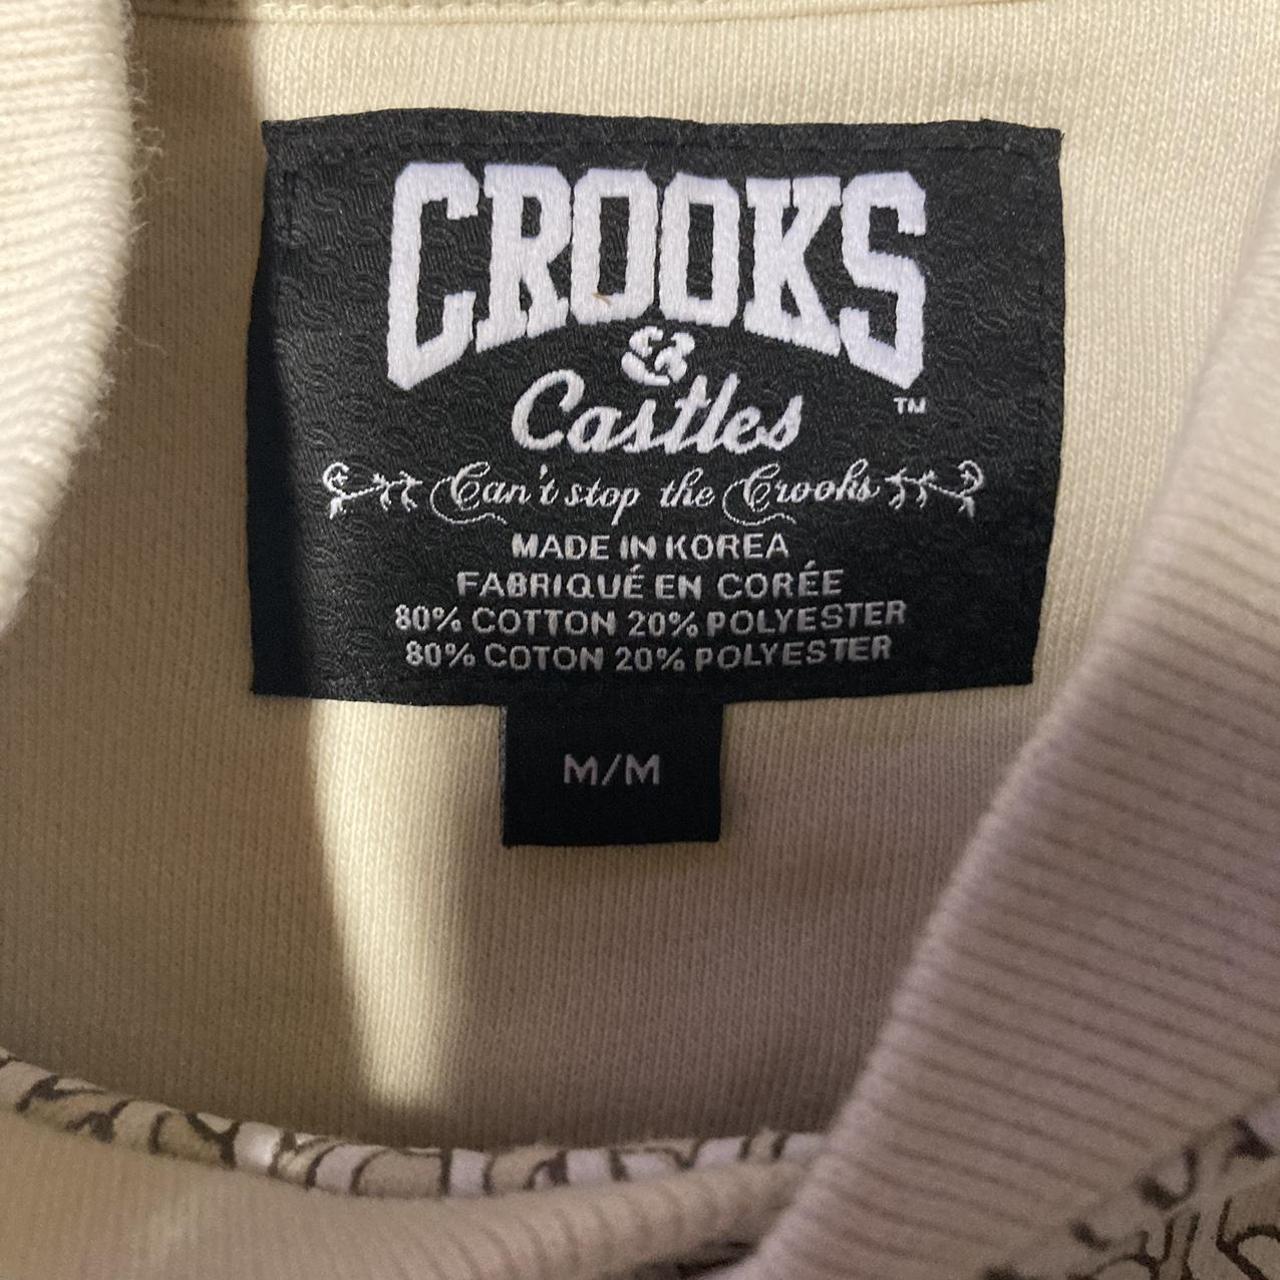 CROOKS
&
Castles
TM
Can't stop the Crooks
MADE IN KOREA
FABRIQUÉ EN CORÉE
80% COTTON 20% POLYESTER
80% COTON 20% POLYESTER
M/M